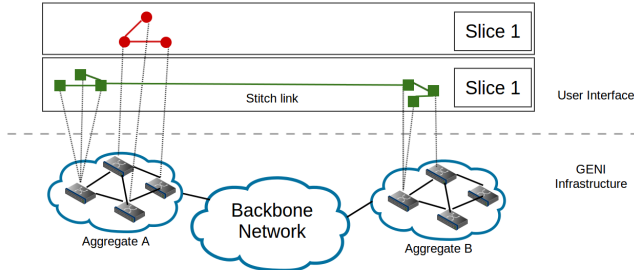 Slice 1
Slice 1
Stitch link
User Interface
GENI
Infrastructure
Backbone
Network
Aggregate A
Aggregate B